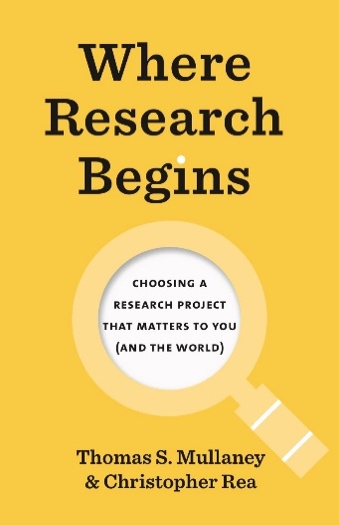 Where
Research
Begins
CHOOSING A
RESEARCH PROJECT
THAT MATTERS TO YOU
(AND THE WORLD)
Thomas S. Mullaney
& Christopher Rea